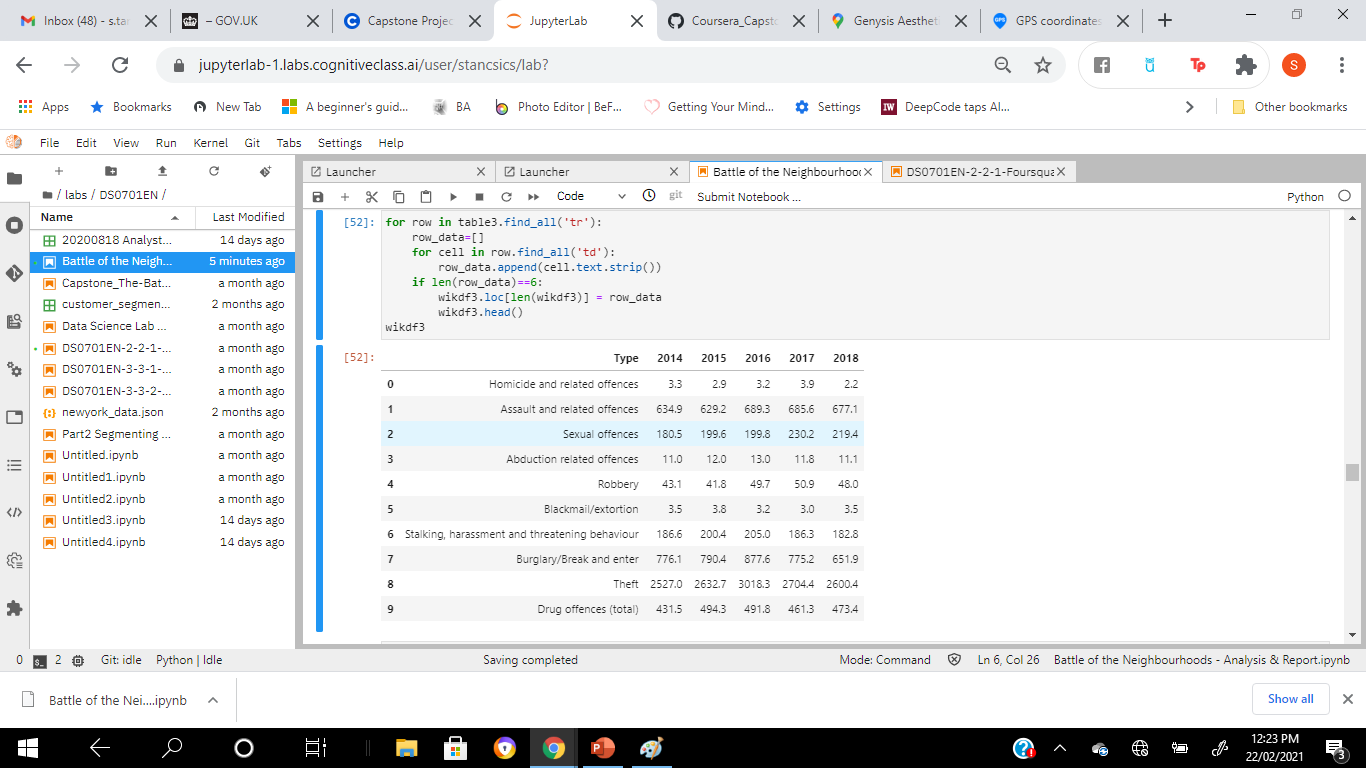 Inbox (48) - s.tar
– GOV.UK
Capstone Projec
JupyterLab
Coursera_Capst
Genysis Aestheti
GPS coordinates
jupyterlab-1.labs.cognitiveclass.ai/user/stancsics/lab?
S
Apps
Bookmarks
New Tab
A beginner's guid...
BA
Photo Editor | BeF...
Getting Your Mind...
Settings
IW DeepCode taps AI...
Other bookmarks
File Edit View Run Kernel Git Tabs Settings Help
/ labs / DS0701EN /
Name Last Modified
20200818 Analyst... 14 days ago
Battle of the Neigh... 5 minutes ago
Capstone_The-Bat... a month ago
customer_segmen... 2 months ago
Data Science Lab ... a month ago
DS0701EN-2-2-1-... a month ago
DS0701EN-3-3-1-... a month ago
DS0701EN-3-3-2-... a month ago
newyork_data.json 2 months ago
Part2 Segmenting ... a month ago
Untitled.ipynb a month ago
Untitled1.ipynb a month ago
Untitled2.ipynb a month ago
Untitled3.ipynb 14 days ago
Untitled4.ipynb 14 days ago
Launcher
Launcher
Battle of the Neighbourhood
DS0701EN-2-2-1-Foursqua
Code git Submit Notebook ... Python
[52]: for row in table3.find_all('tr'):
row_data=[]
for cell in row.find_all('td'):
row_data.append(cell.text.strip())
if len(row_data)==6:
wikdf3.loc[len(wikdf3)] = row_data
wikdf3.head()
wikdf3
[52]: Type 2014 2015 2016 2017 2018
0 Homicide and related offences 3.3 2.9 3.2 3.9 2.2
1 Assault and related offences 634.9 629.2 689.3 685.6 677.1
2 Sexual offences 180.5 199.6 199.8 230.2 219.4
3 Abduction related offences 11.0 12.0 13.0 11.8 11.1
4 Robbery 43.1 41.8 49.7 50.9 48.0
5 Blackmail/extortion 3.5 3.8 3.2 3.0 3.5
6 Stalking, harassment and threatening behaviour 186.6 200.4 205.0 186.3 182.8
7 Burglary/Break and enter 776.1 790.4 877.6 775.2 651.9
8 Theft 2527.0 2632.7 3018.3 2704.4 2600.4
9 Drug offences (total) 431.5 494.3 491.8 461.3 473.4
0 2 Git: idle Python | Idle Saving completed Mode: Command Ln 6, Col 26 Battle of the Neighbourhoods - Analysis & Report.ipynb
Battle of the Nei....ipynb
Show all
12:23 PM
22/02/2021
3